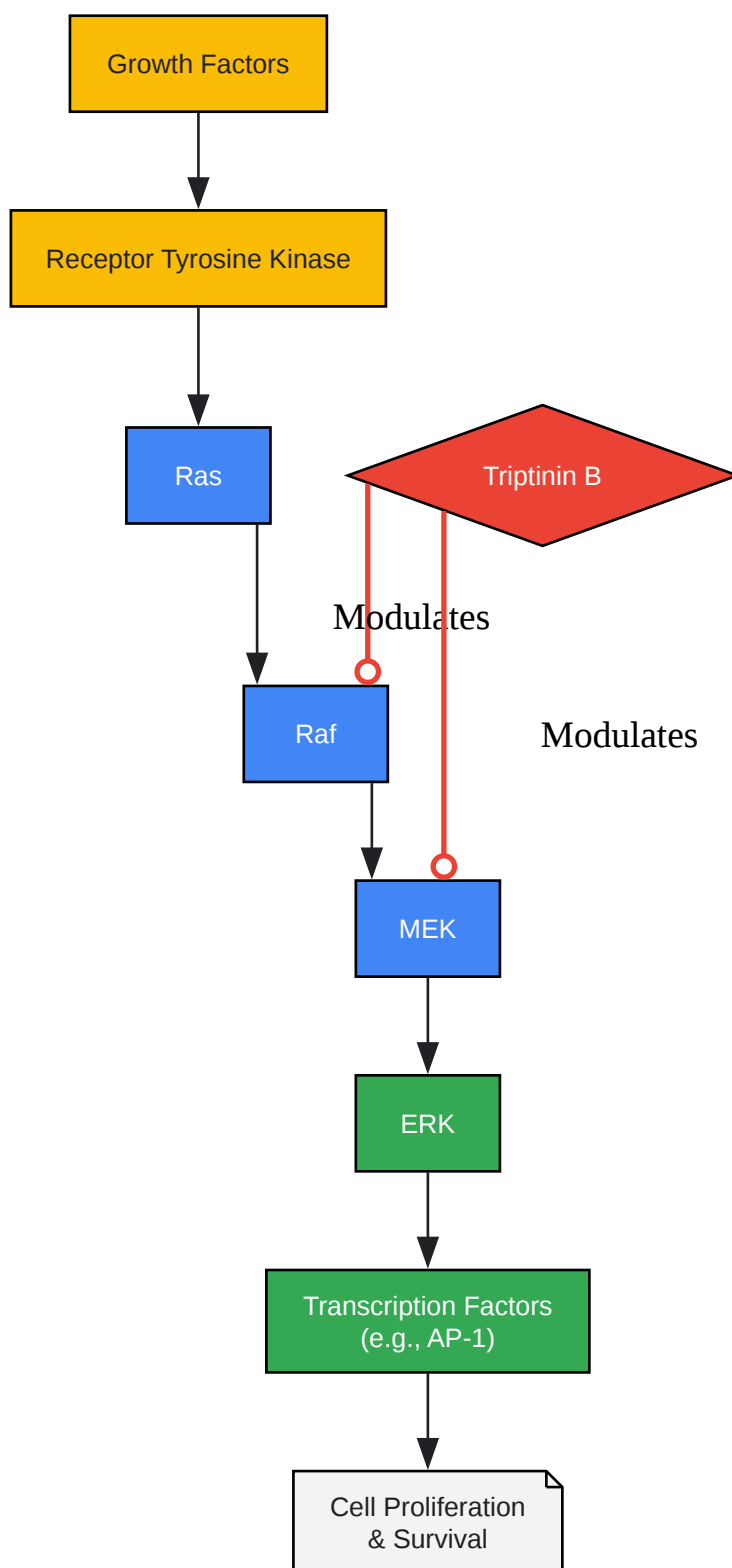 Growth Factors
Receptor Tyrosine Kinase
Ras
Triptinin B
Modulates
Raf
Modulates
MEK
ERK
Transcription Factors
(e.g., AP-1)
Cell Proliferation
& Survival